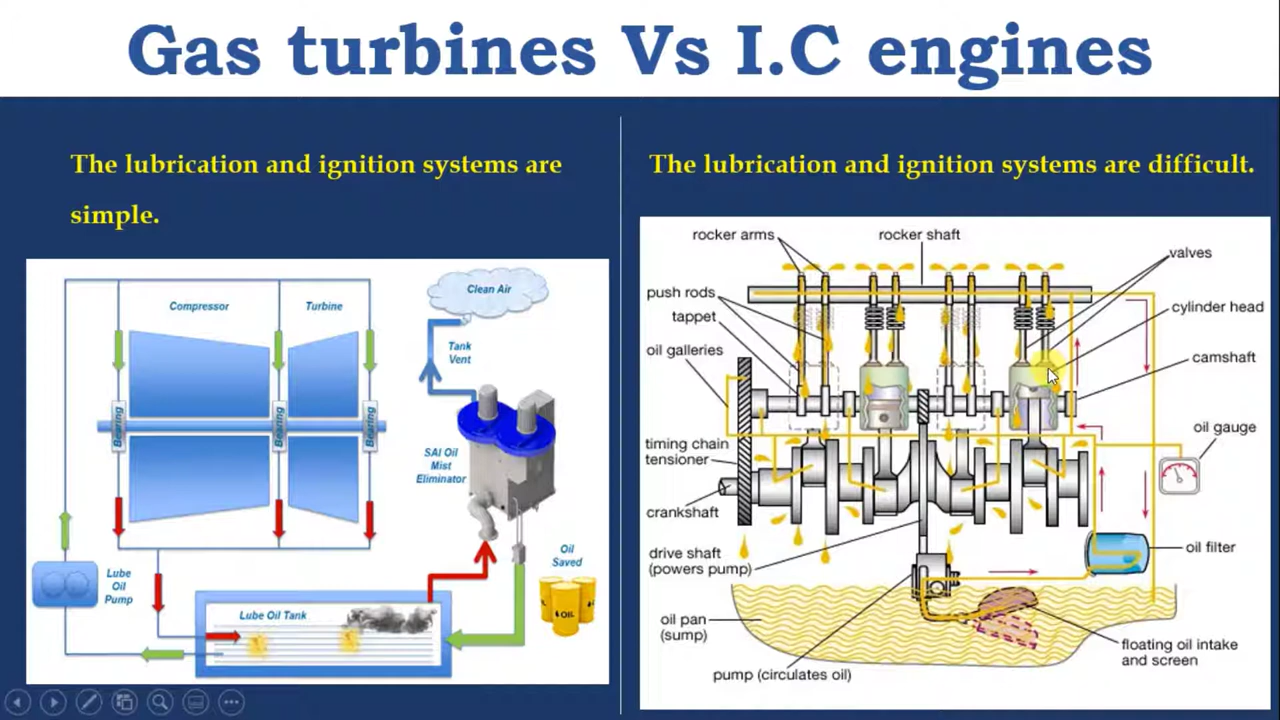 Gas turbines Vs I.C engines
The lubrication and ignition systems are
simple.
Compressor
Turbine
Bearing
Bearing
Bearing
Lube
Oil
Pump
Lube Oil Tank
Clean Air
Tank
Vent
SAI Oil
Mist
Eliminator
Oil
Saved
OIL
The lubrication and ignition systems are difficult.
rocker arms
rocker shaft
valves
push rods
tappet
oil galleries
cylinder head
camshaft
oil gauge
timing chain
tensioner
crankshaft
drive shaft
(powers pump)
oil filter
oil pan
(sump)
floating oil intake
and screen
pump (circulates oil)